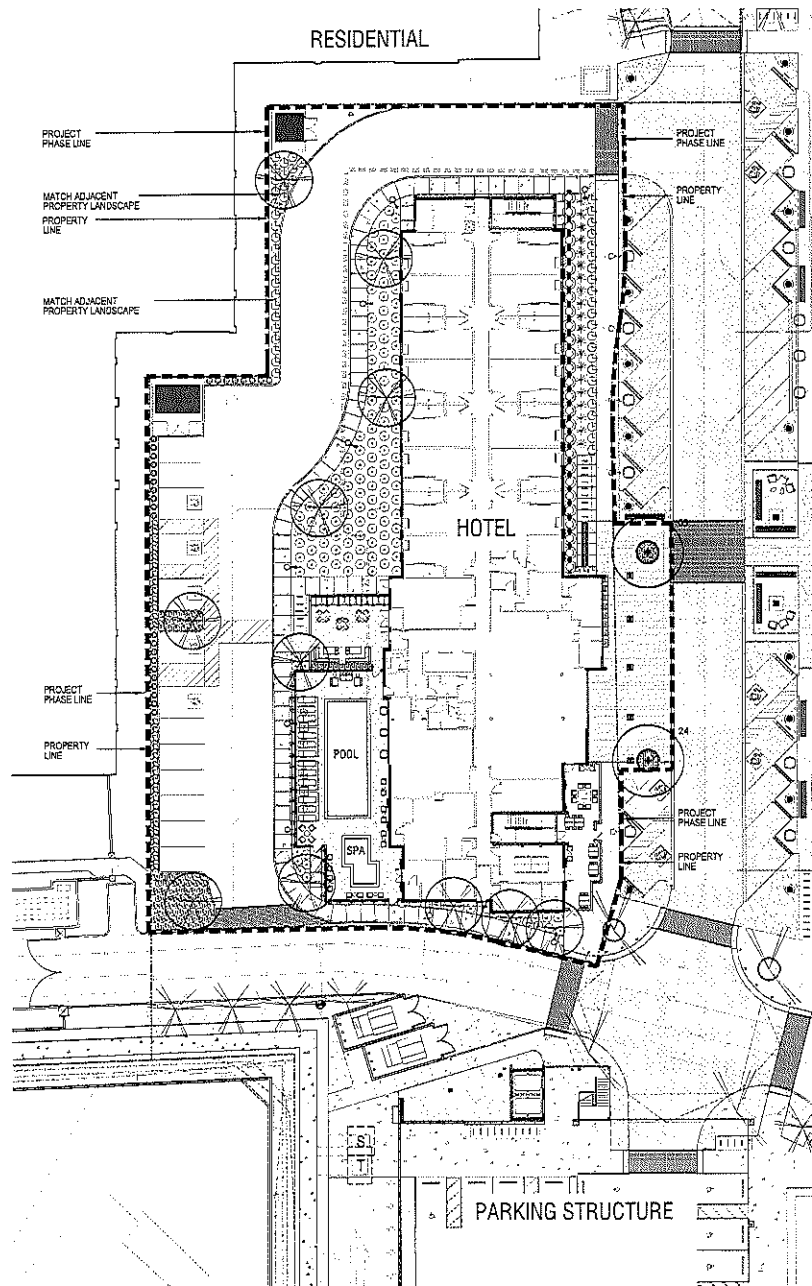 RESIDENTIAL
PROJECT
PHASE LINE
PROJECT
PHASE LINE
MATCH ADJACENT
PROPERTY LANDSCAPE
PROPERTY
LINE
PROPERTY
LINE
MATCH ADJACENT
PROPERTY LANDSCAPE
HOTEL
PROJECT
PHASE LINE
PROPERTY
LINE
24
POOL
PROJECT
PHASE LINE
SPA
PROPERTY
LINE
S
T
PARKING STRUCTURE